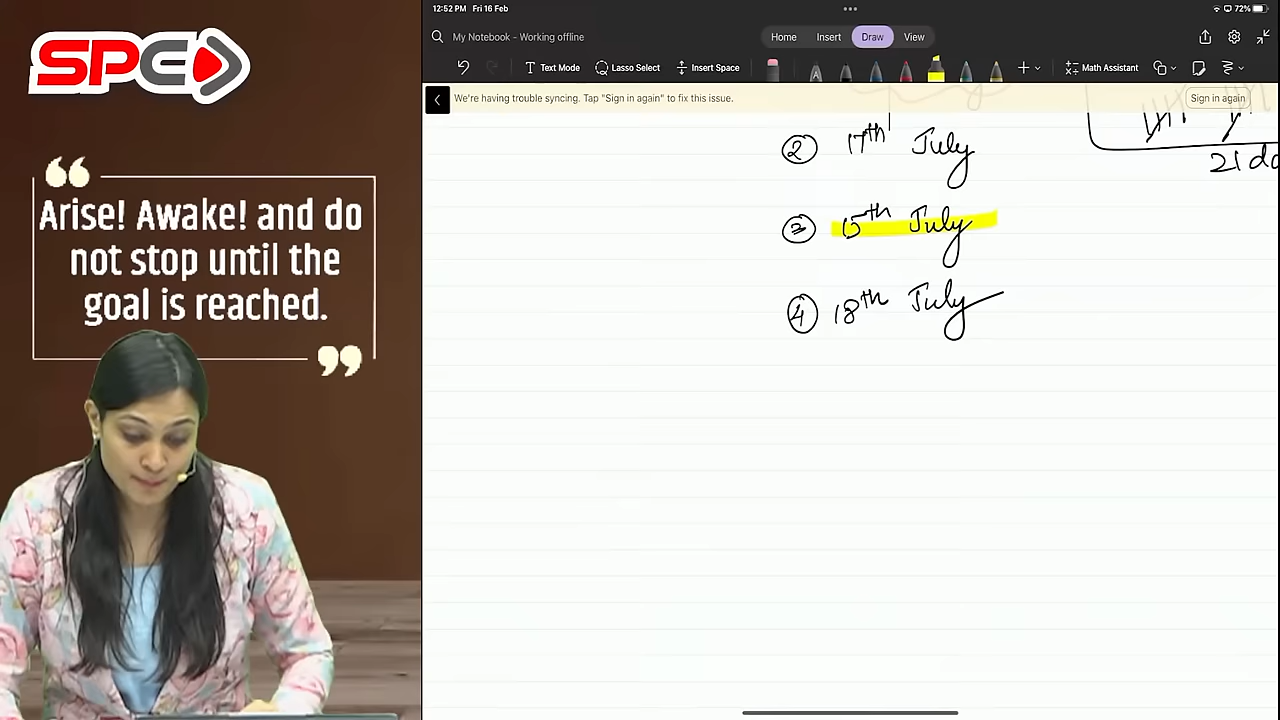 12:52 PM Fri 16 Feb
72%
SPE
My Notebook - Working offline
Home Insert Draw View
Text Mode Lasso Select Insert Space Math Assistant
We're having trouble syncing. Tap "Sign in again" to fix this issue. Sign in again
② 17th July
21 da
③ 15th July
④ 18th July
“
Arise! Awake! and do
not stop until the
goal is reached.
”